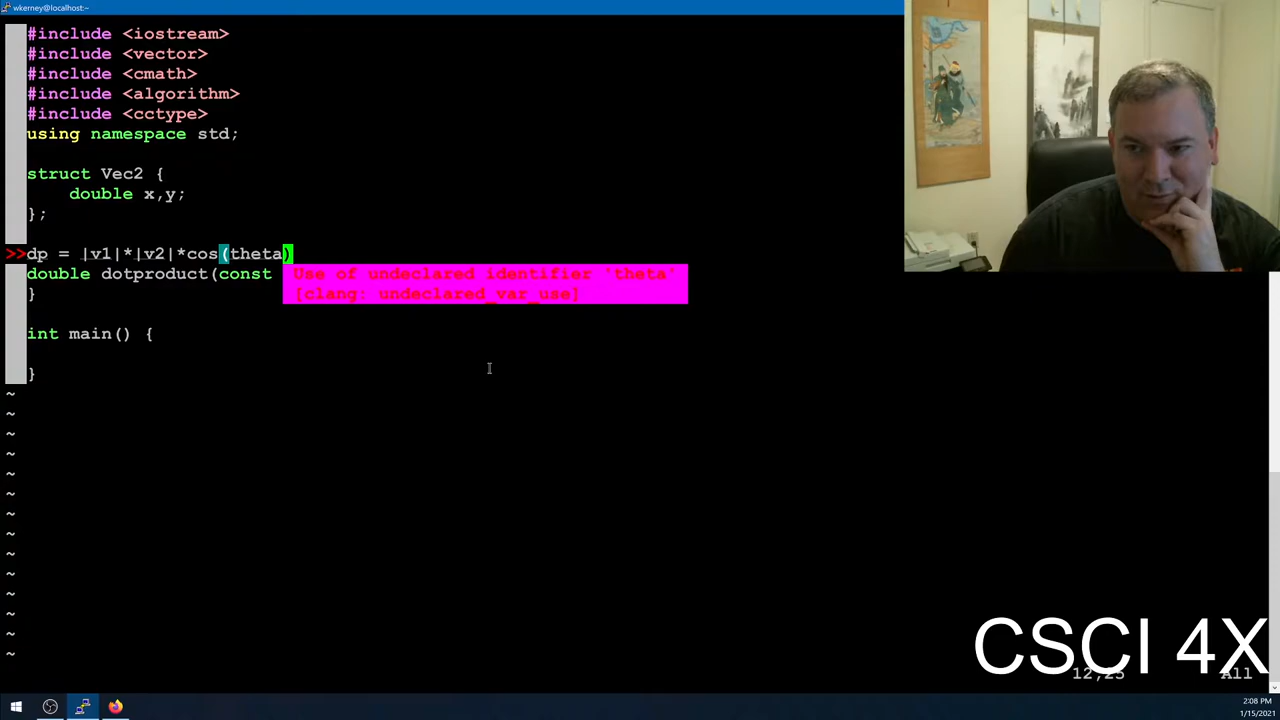 wkerney@localhost:~
#include <iostream>
#include <vector>
#include <cmath>
#include <algorithm>
#include <cctype>
using namespace std;
struct Vec2 {
double x,y;
};
>>dp = |v1|*|v2|*cos(theta)
double dotproduct(const
Use of undeclared identifier 'theta'
[clang: undeclared_var_use]
}
int main() {
}
~
~
~
~
~
~
~
~
~
~
~
~
~
~
CSCI 4X
12,25
All
2:08 PM
1/15/2021